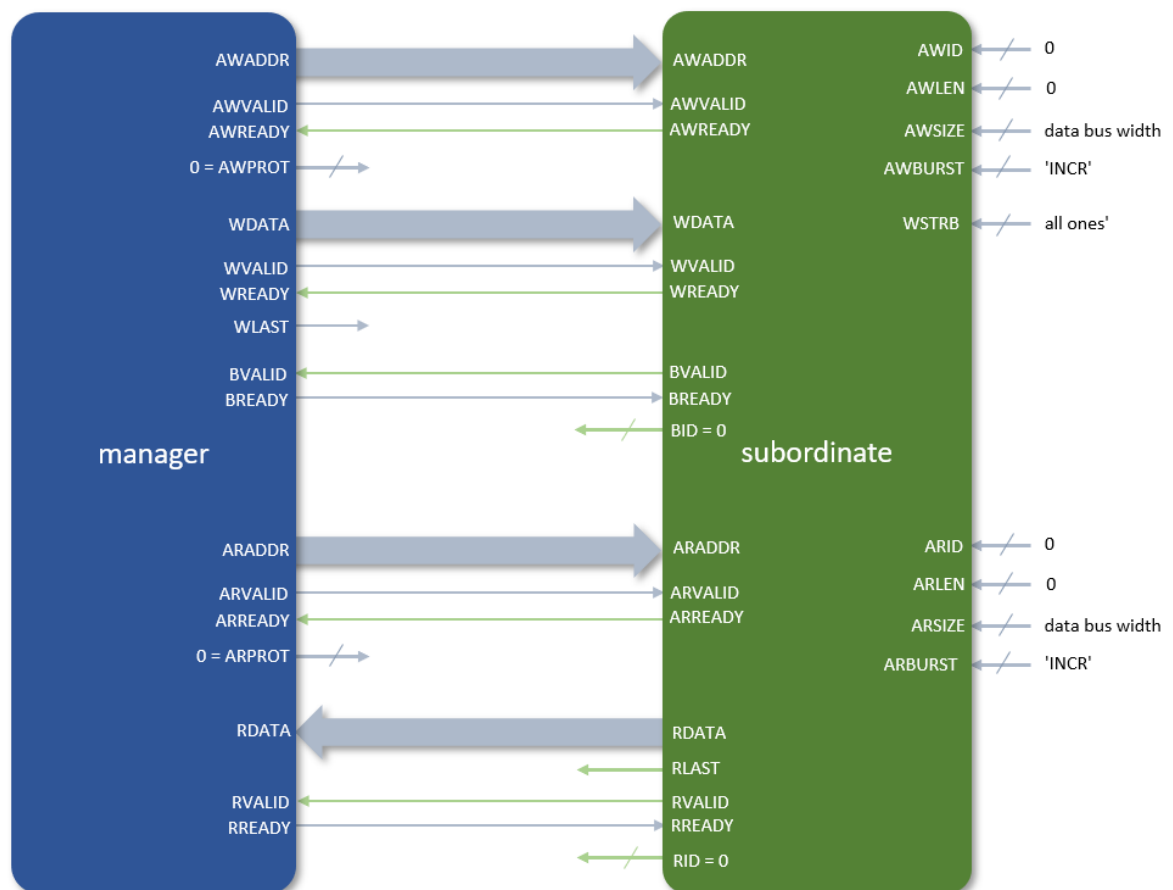 AWADDR
AWVALID
AWREADY
0 = AWPROT
WDATA
WVALID
WREADY
WLAST
BVALID
BREADY
manager
ARADDR
ARVALID
ARREADY
0 = ARPROT
RDATA
RVALID
RREADY
AWADDR
AWVALID
AWREADY
WDATA
WVALID
WREADY
BVALID
BREADY
BID = 0
subordinate
ARADDR
ARVALID
ARREADY
RDATA
RLAST
RVALID
RREADY
RID = 0
AWID 0
AWLEN 0
AWSIZE data bus width
AWBURST 'INCR'
WSTRB all ones'
ARID 0
ARLEN 0
ARSIZE data bus width
ARBURST 'INCR'